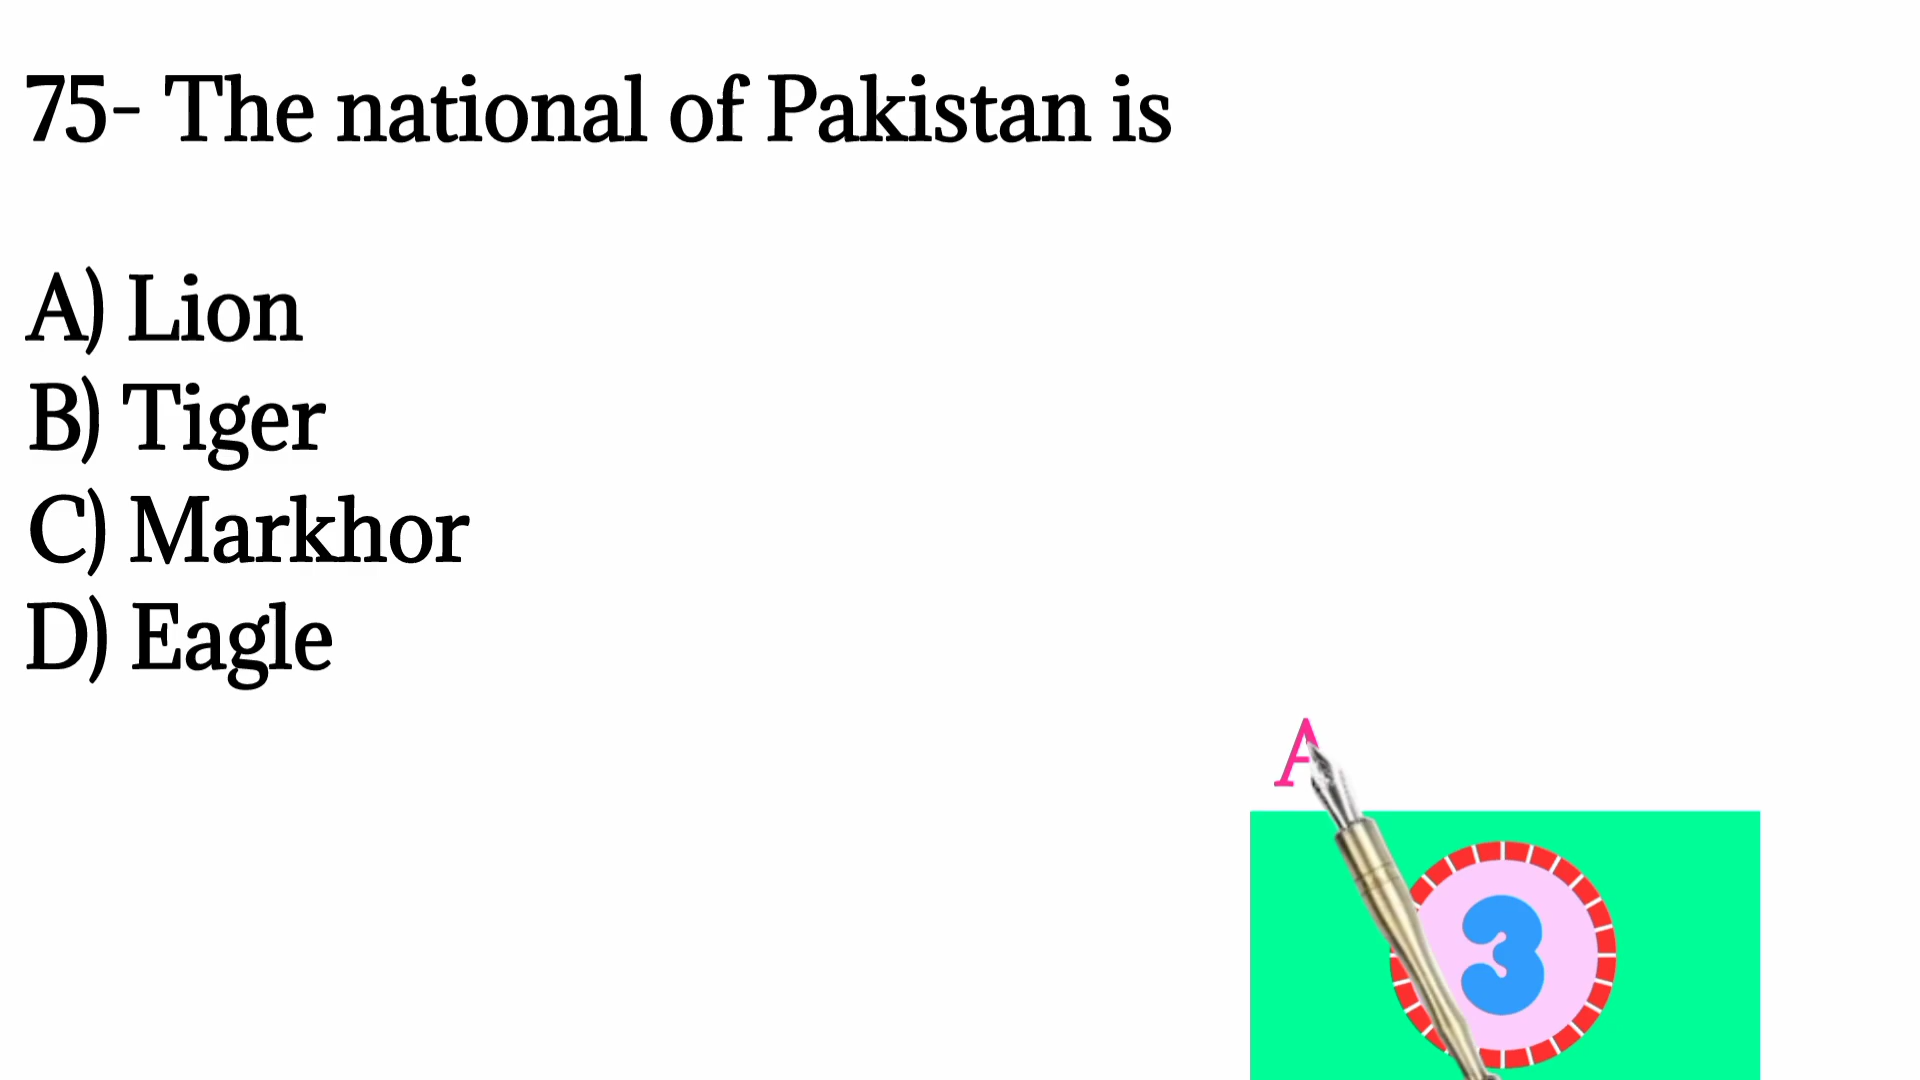 75- The national of Pakistan is
A) Lion
B) Tiger
C) Markhor
D) Eagle
A
3